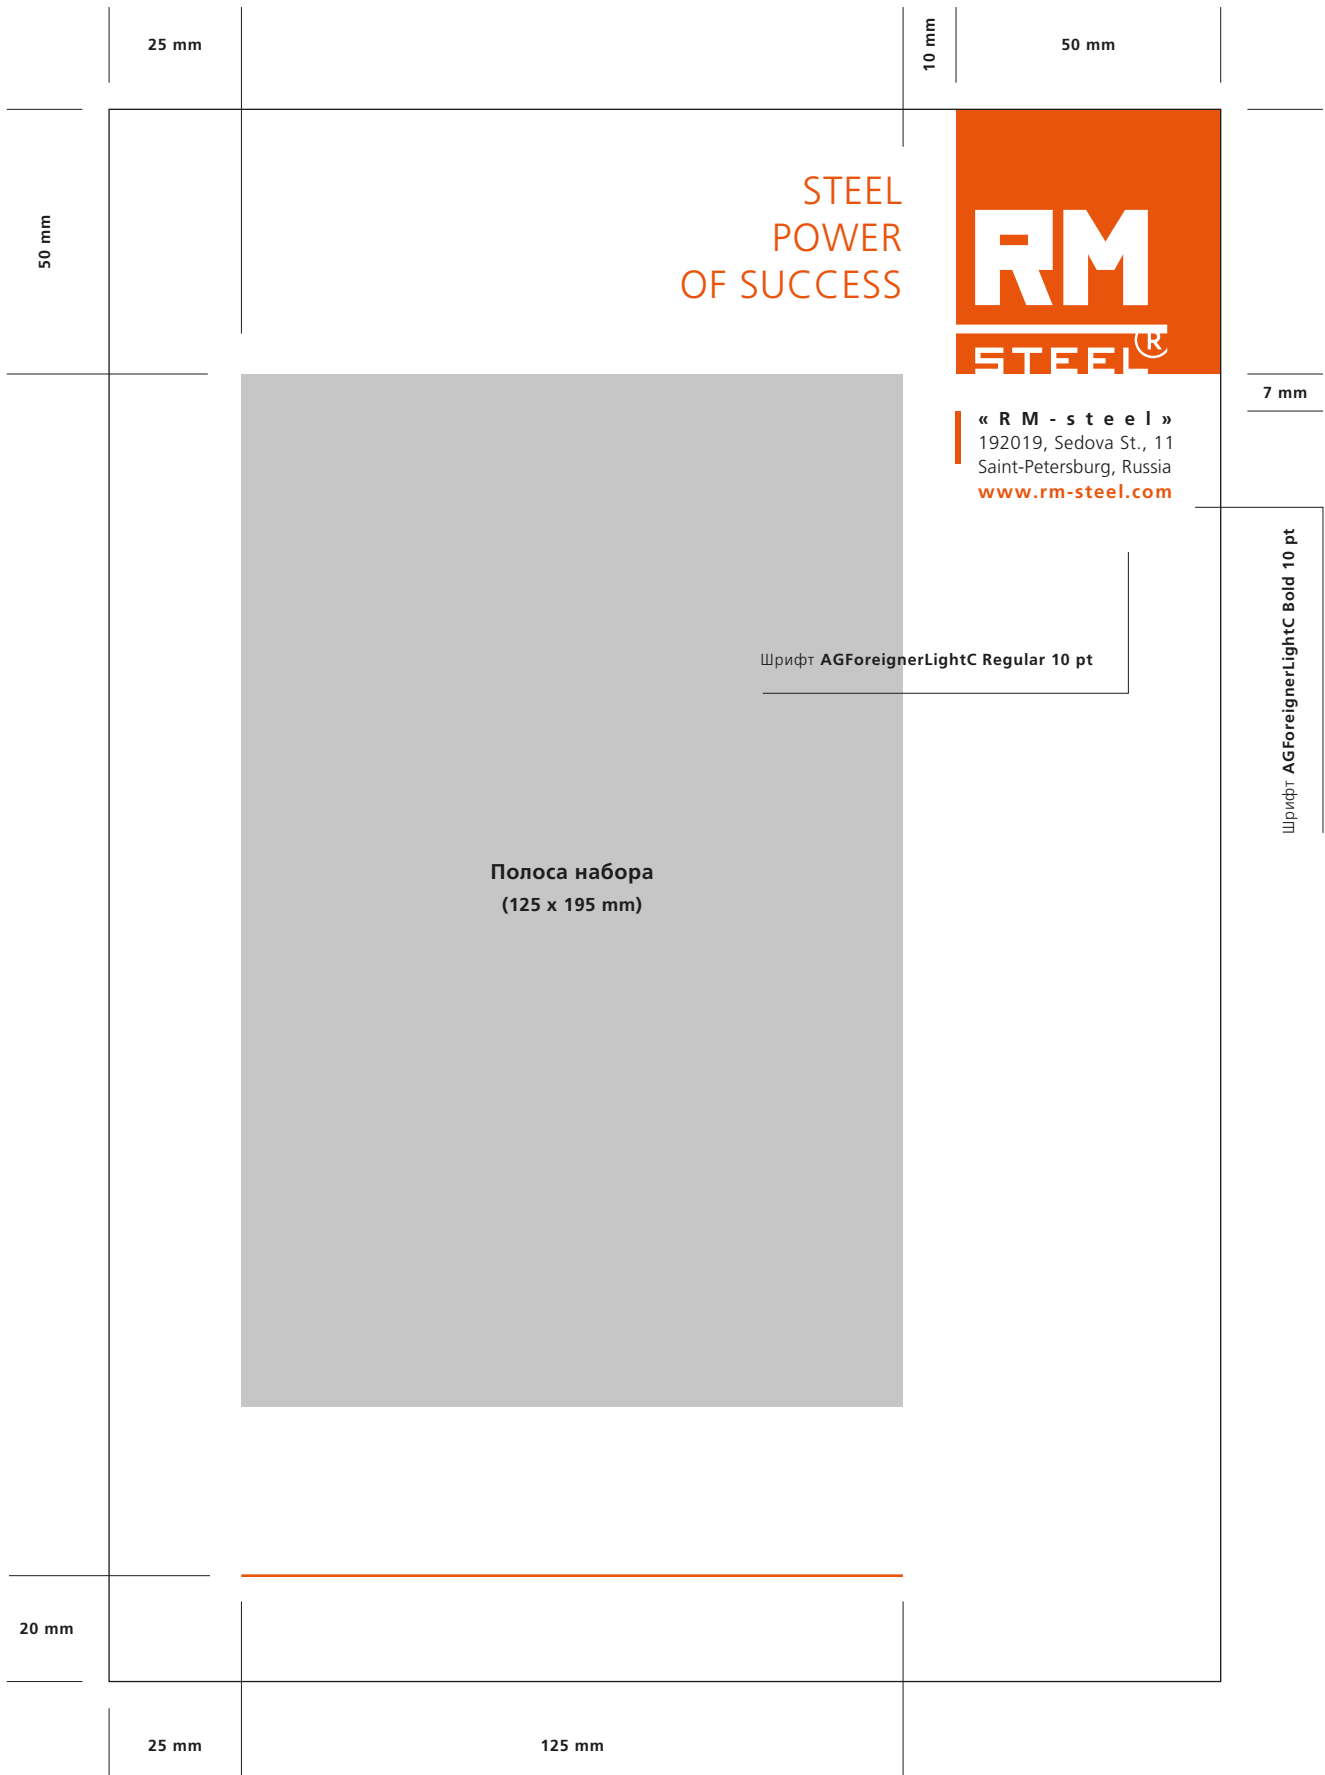 25 mm
10 mm
50 mm
50 mm
STEEL
POWER
OF SUCCESS
RM
STEEL®
7 mm
« R M - s t e e l »
192019, Sedova St., 11
Saint-Petersburg, Russia
www.rm-steel.com
Шрифт AGForeignerLightC Bold 10 pt
Шрифт AGForeignerLightC Regular 10 pt
Полоса набора
(125 x 195 mm)
20 mm
25 mm
125 mm